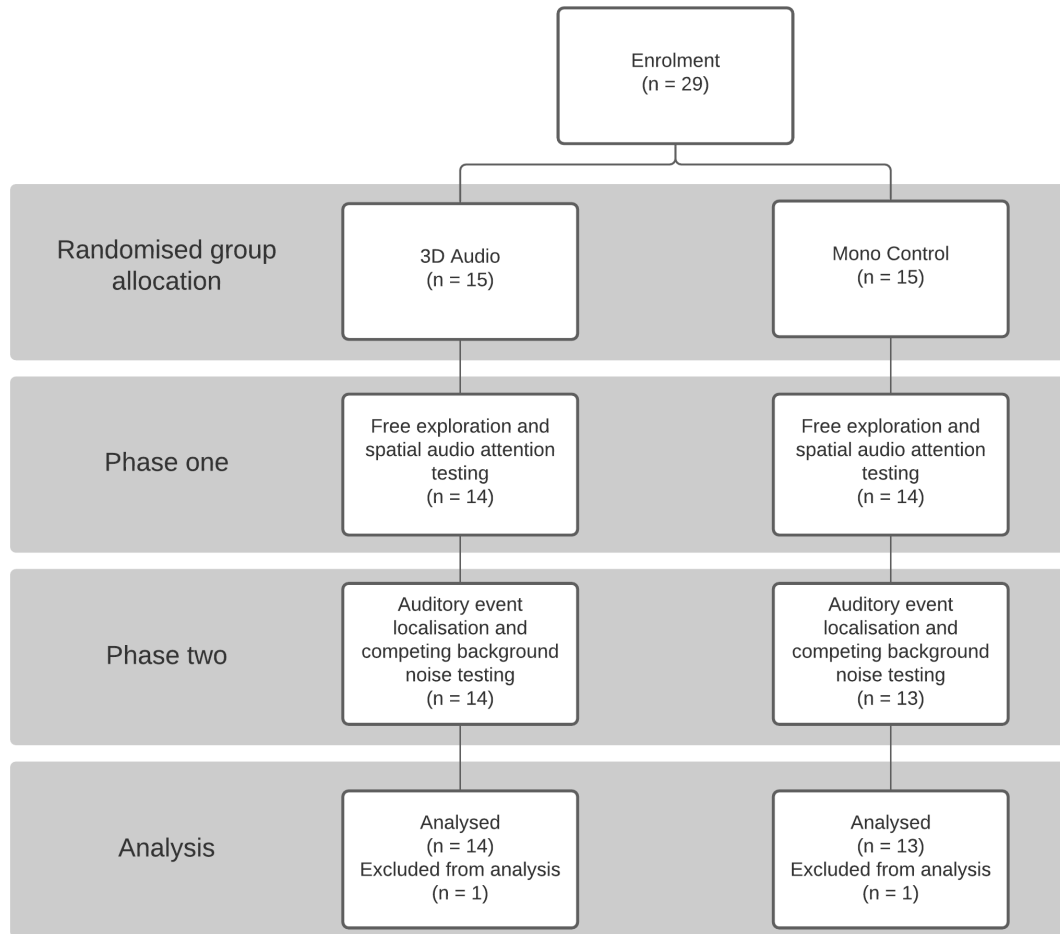 Enrolment
(n = 29)
Randomised group
allocation
3D Audio
(n = 15)
Mono Control
(n = 15)
Phase one
Free exploration and
spatial audio attention
testing
(n = 14)
Free exploration and
spatial audio attention
testing
(n = 14)
Phase two
Auditory event
localisation and
competing background
noise testing
(n = 14)
Auditory event
localisation and
competing background
noise testing
(n = 13)
Analysis
Analysed
(n = 14)
Excluded from analysis
(n = 1)
Analysed
(n = 13)
Excluded from analysis
(n = 1)